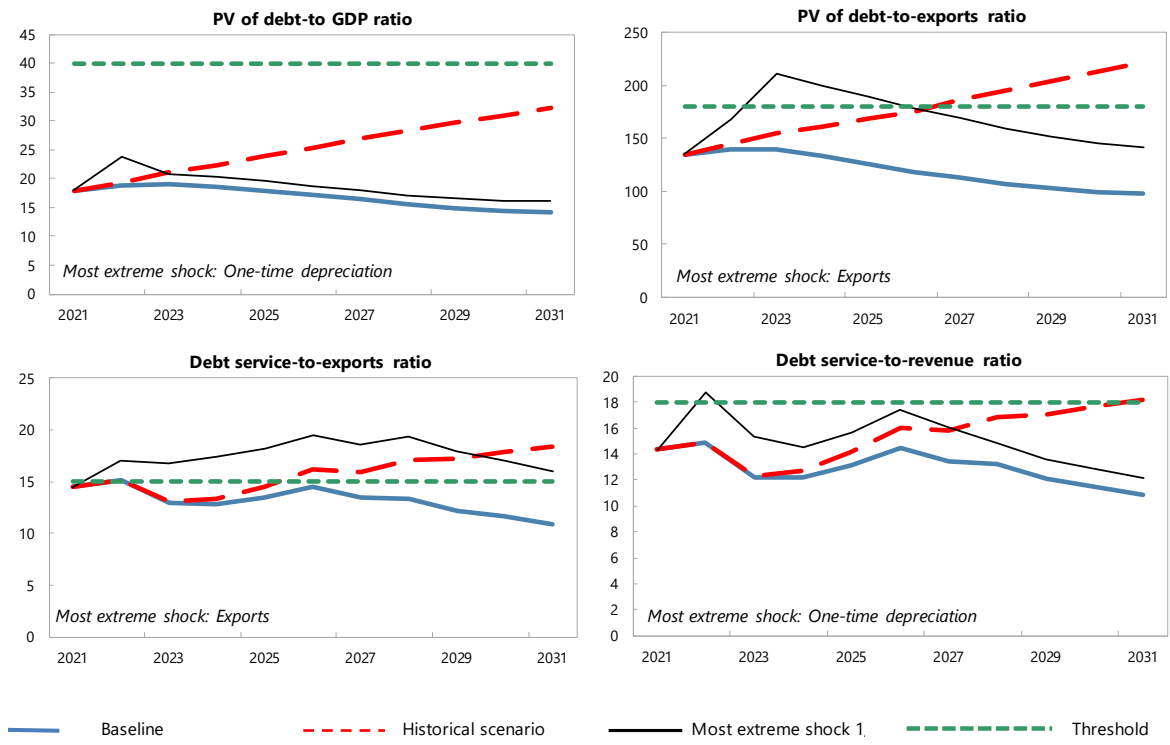 PV of debt-to GDP ratio
45
40
35
30
25
20
15
10
5
0
Most extreme shock: One-time depreciation
2021 2023 2025 2027 2029 2031
PV of debt-to-exports ratio
250
200
150
100
50
0
Most extreme shock: Exports
2021 2023 2025 2027 2029 2031
Debt service-to-exports ratio
25
20
15
10
5
0
Most extreme shock: Exports
2021 2023 2025 2027 2029 2031
Debt service-to-revenue ratio
20
18
16
14
12
10
8
6
4
2
0
Most extreme shock: One-time depreciation
2021 2023 2025 2027 2029 2031
Baseline Historical scenario Most extreme shock 1, Threshold